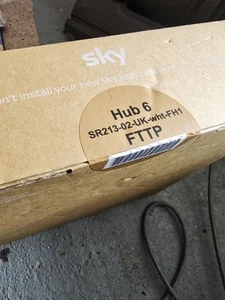 sky
n't install your new Sky Hub
Hub 6
SR213-02-UK-wht-FH1
FTTP